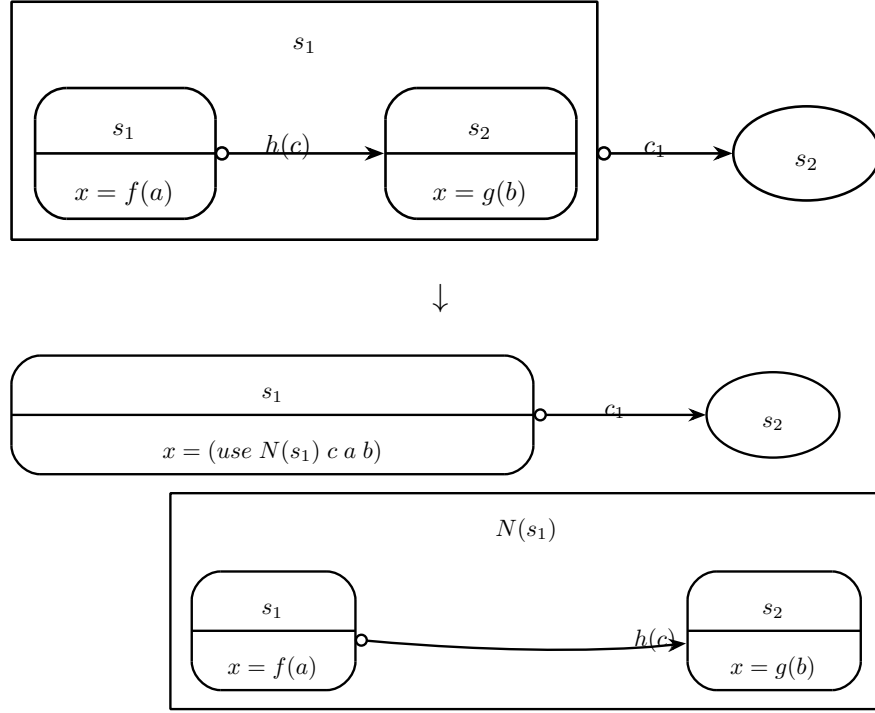 s₁
s₁ h(c) s₂ c₁ s₂
x = f(a) x = g(b)
↓
s₁ c₁ s₂
x = (use N(s₁) c a b)
N(s₁)
s₁ h(c) s₂
x = f(a) x = g(b)